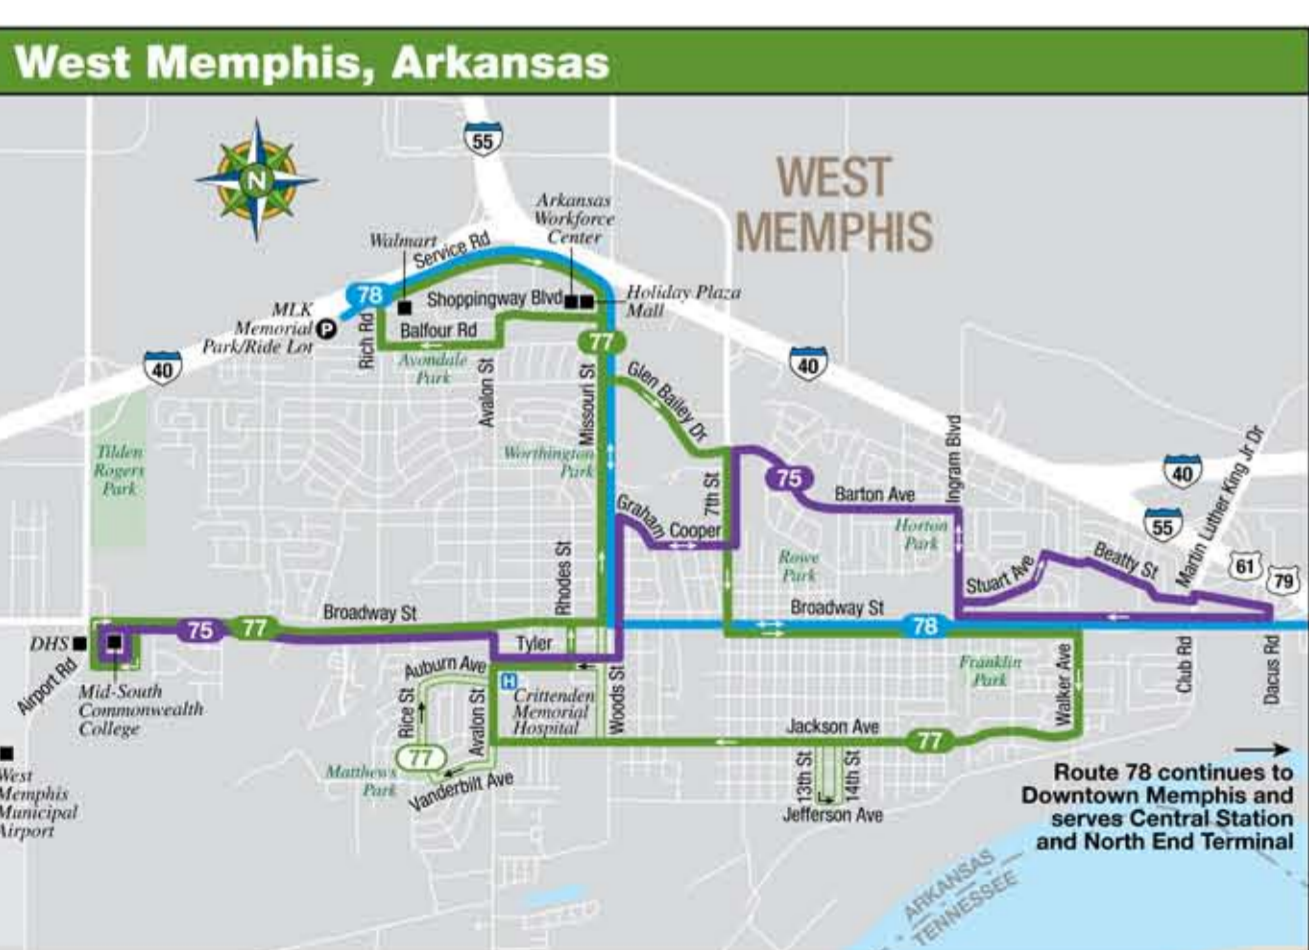 West Memphis, Arkansas
N
55
WEST
MEMPHIS
Arkansas
Workforce
Center
Walmart
Service Rd
78
Shoppingway Blvd
Holiday Plaza
Mall
MLK
Memorial
Park/Ride Lot
P
Rich Rd
Balfour Rd
77
40
Avondale
Park
Avalon St
Missouri St
Glen Bailey Dr
40
Tilden
Rogers
Park
Worthington
Park
7th St
75
Barton Ave
Ingram Blvd
40
Martin Luther King Jr Dr
Graham
Cooper
Horton
Park
55
Rowe
Park
Stuart Ave
Beatty St
61
79
Rhodes St
Broadway St
Broadway St
75
77
78
DHS
Tyler
Airport Rd
Mid-South
Commonwealth
College
Auburn Ave
H
Crittenden
Memorial
Hospital
Rice St
Avalon St
Woods St
Franklin
Park
Walker Ave
Club Rd
Dacus Rd
Jackson Ave
77
77
Matthews
Park
Vanderbilt Ave
13th St
14th St
Jefferson Ave
West
Memphis
Municipal
Airport
Route 78 continues to
Downtown Memphis and
serves Central Station
and North End Terminal
ARKANSAS
TENNESSEE